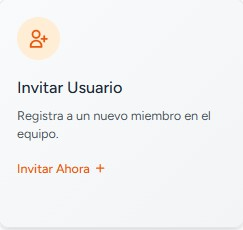 Invitar Usuario
Registra a un nuevo miembro en el
equipo.
Invitar Ahora +